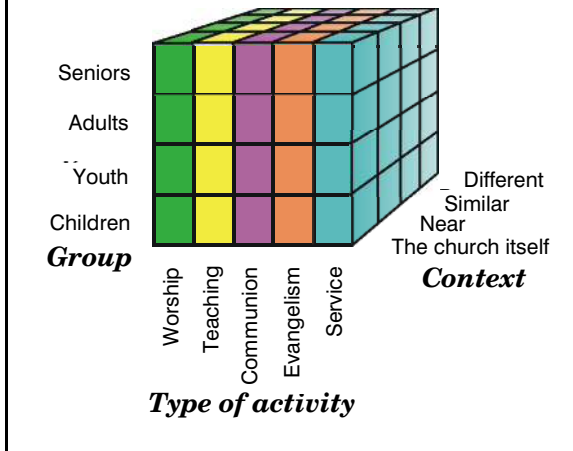 Seniors
Adults
Youth
Children
Group
Different
Similar
Near
The church itself
Context
Worship
Teaching
Communion
Evangelism
Service
Type of activity